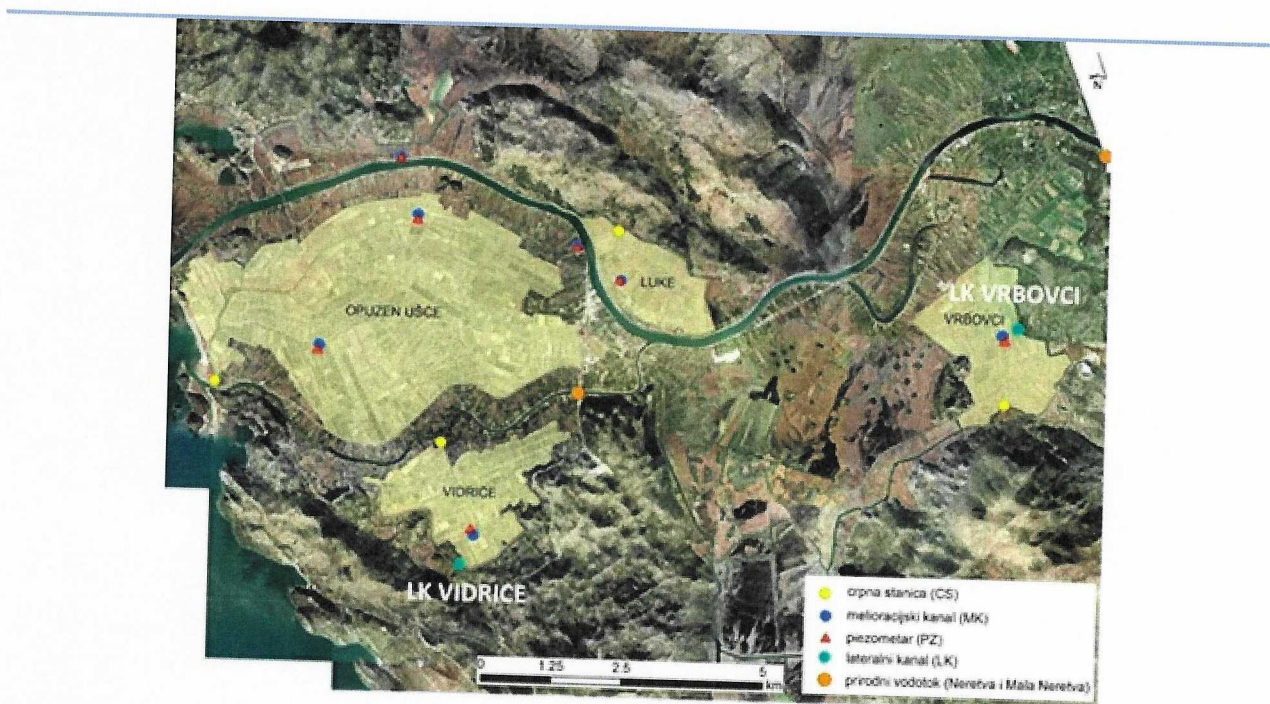 N
LUKE
LK VRBOVCI
OPUZEN UŠĆE
VRBOVCI
VIDRICE
LK VIDRICE
crpna stanica (CS)
melioracijski kanal (MK)
piezometar (PZ)
lateralni kanal (LK)
prirodni vodotok (Neretva i Mala Neretva)
0 1.25 2.5 5
km